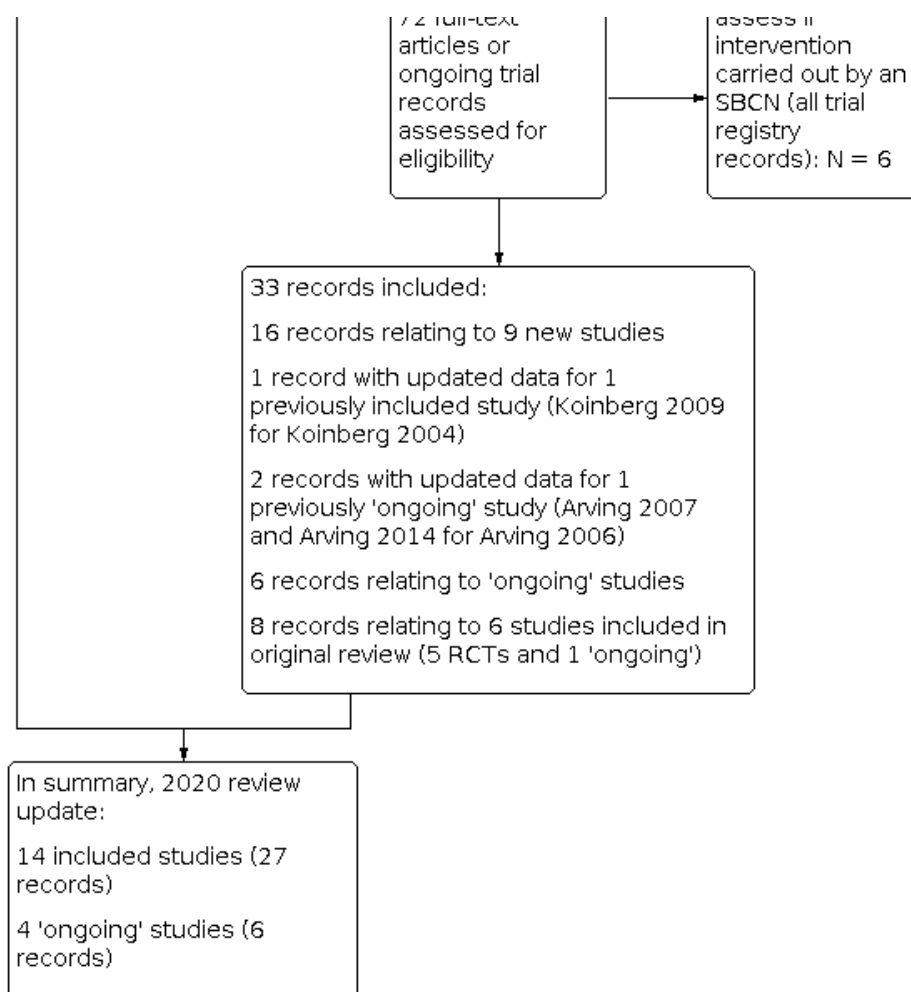 72 full-text
articles or
ongoing trial
records
assessed for
eligibility
assess if
intervention
carried out by an
SBCN (all trial
registry
records): N = 6
33 records included:
16 records relating to 9 new studies
1 record with updated data for 1
previously included study (Koinberg 2009
for Koinberg 2004)
2 records with updated data for 1
previously 'ongoing' study (Arving 2007
and Arving 2014 for Arving 2006)
6 records relating to 'ongoing' studies
8 records relating to 6 studies included in
original review (5 RCTs and 1 'ongoing')
In summary, 2020 review
update:
14 included studies (27
records)
4 'ongoing' studies (6
records)